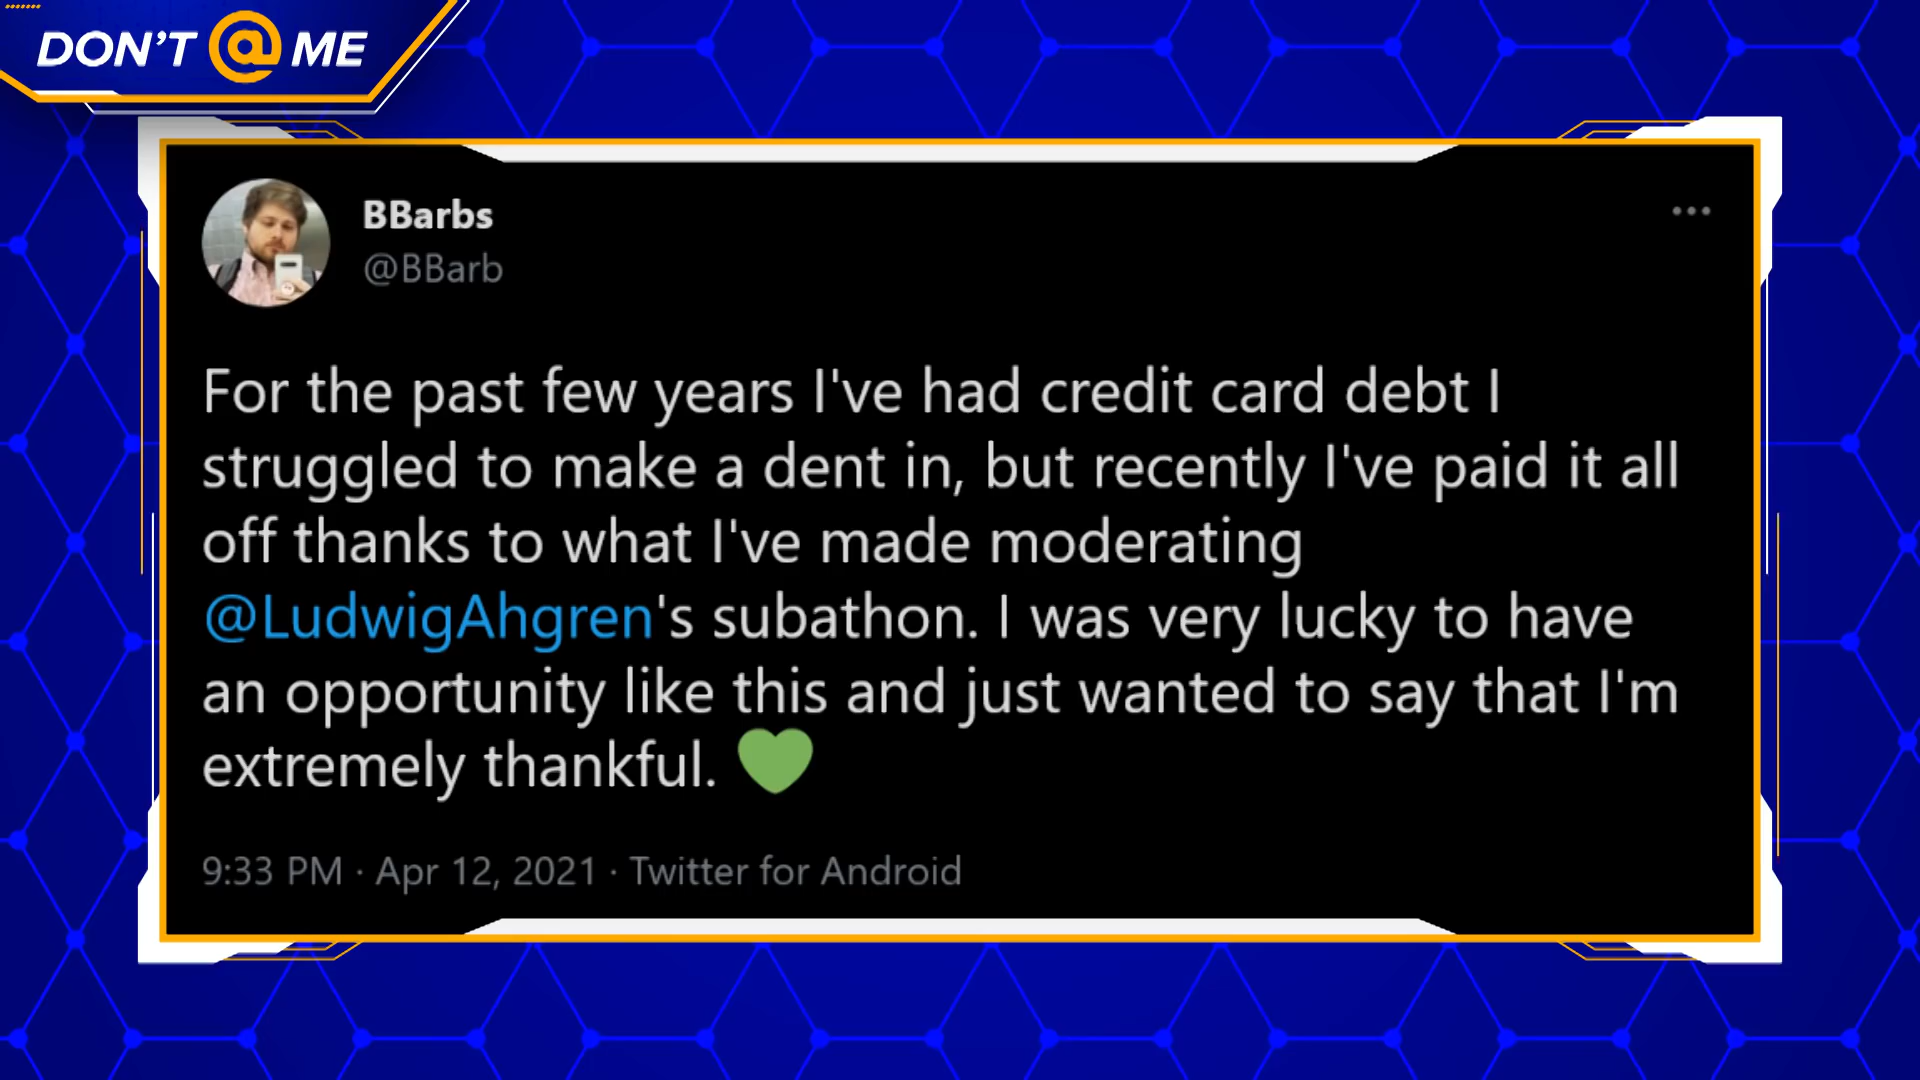 DON'T @ ME
BBarbs
@BBarb
For the past few years I've had credit card debt I
struggled to make a dent in, but recently I've paid it all
off thanks to what I've made moderating
@LudwigAhgren's subathon. I was very lucky to have
an opportunity like this and just wanted to say that I'm
extremely thankful. 💚
9:33 PM · Apr 12, 2021 · Twitter for Android